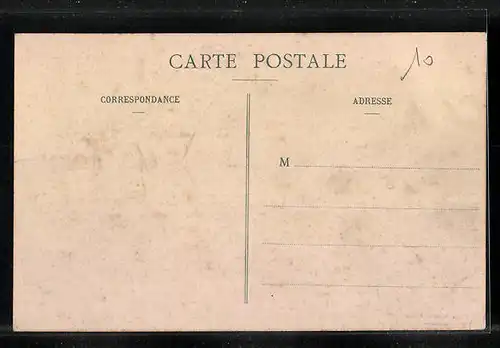 CARTE POSTALE
10
CORRESPONDANCE
ADRESSE
M